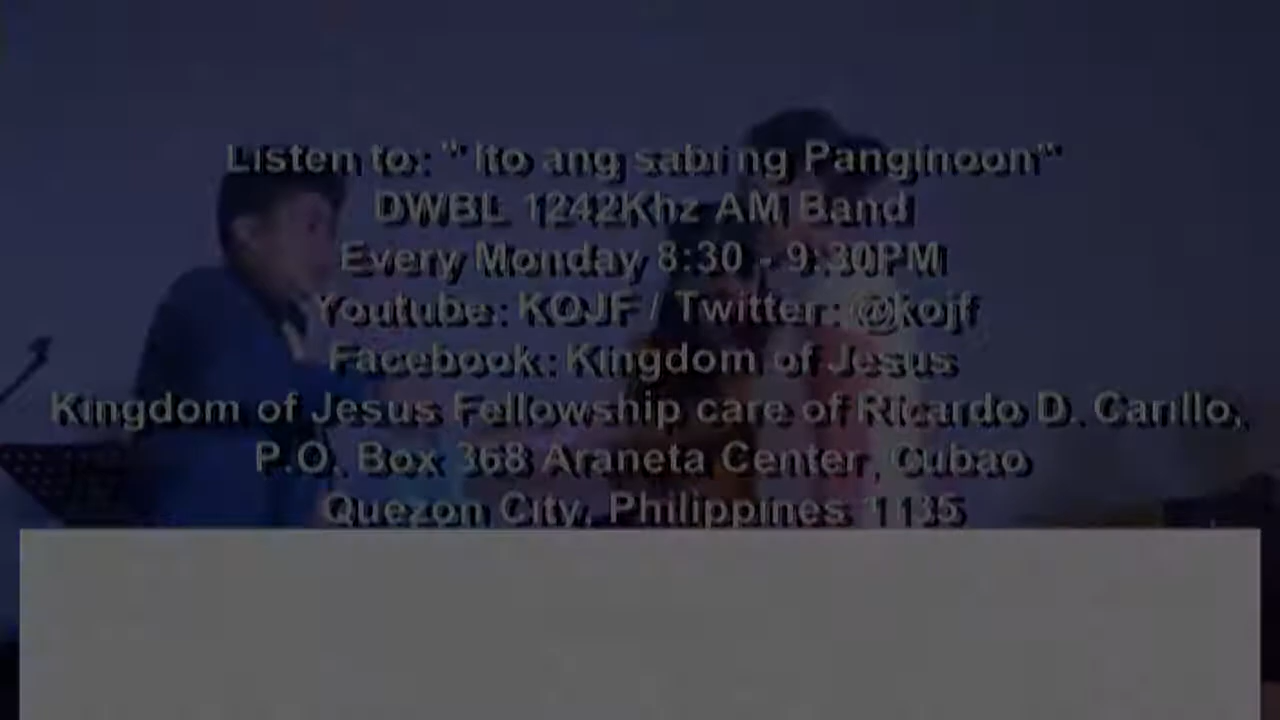 Listen to: " Ito ang sabi ng Panginoon"
DWBL 1242Khz AM Band
Every Monday 8:30 - 9:30PM
Youtube: KOJF / Twitter: @kojf
Facebook: Kingdom of Jesus
Kingdom of Jesus Fellowship care of Ricardo D. Carillo,
P.O. Box 368 Araneta Center, Cubao
Quezon City, Philippines 1135